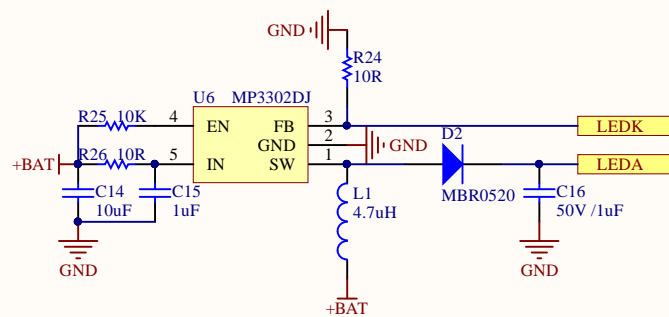 GND
R24
10R
U6 MP3302DJ
R25 10K 4 EN FB 3 D2 LEDK
GND 2 GND
+BAT R26 10R 5 IN SW 1 LEDA
C14 C15 L1 MBR0520 C16
10uF 1uF 4.7uH 50V /1uF
GND GND
+BAT